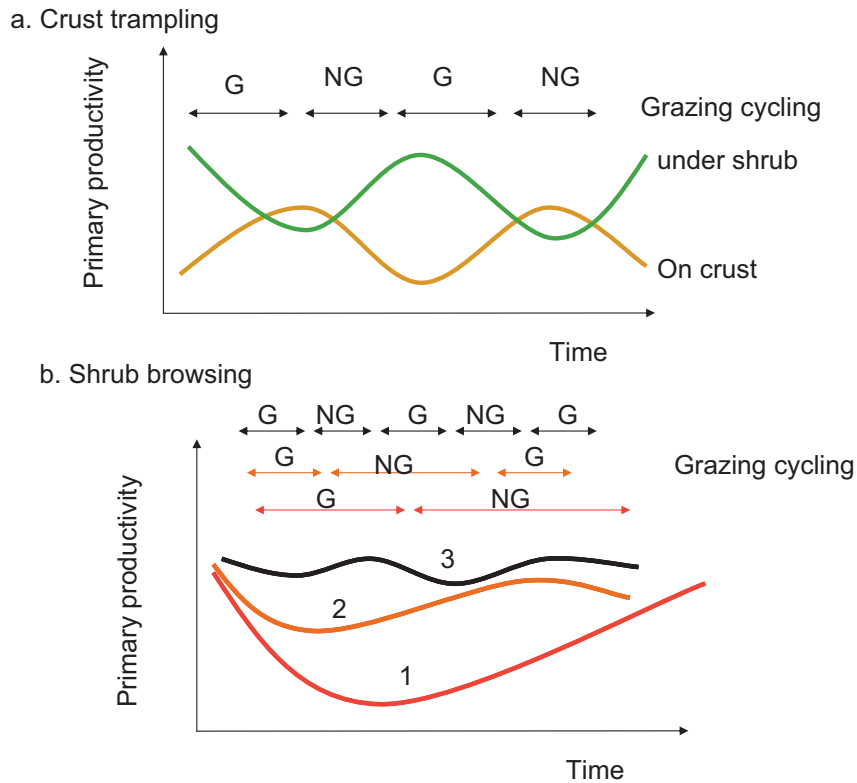 a. Crust trampling
Primary productivity
G NG G NG
Grazing cycling
under shrub
On crust
Time
b. Shrub browsing
Primary productivity
G NG G NG G
G NG G
Grazing cycling
G NG
3
2
1
Time